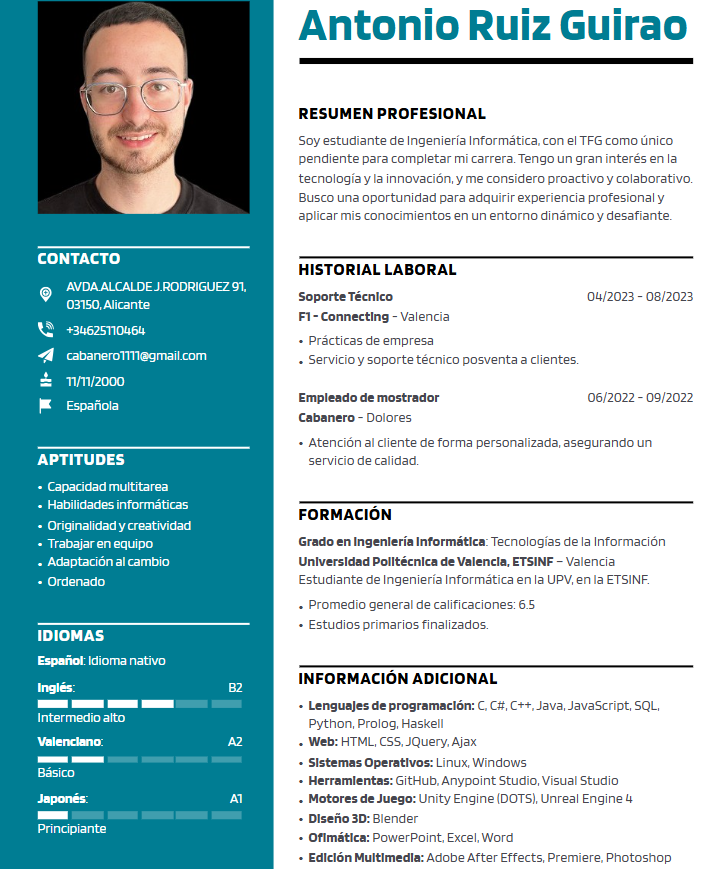 Antonio Ruiz Guirao
RESUMEN PROFESIONAL
Soy estudiante de Ingeniería Informática, con el TFG como único
pendiente para completar mi carrera. Tengo un gran interés en la
tecnología y la innovación, y me considero proactivo y colaborativo.
Busco una oportunidad para adquirir experiencia profesional y
aplicar mis conocimientos en un entorno dinámico y desafiante.
CONTACTO
AVDA.ALCALDE J.RODRIGUEZ 91,
03150, Alicante
+34625110464
cabanero1111@gmail.com
11/11/2000
Española
APTITUDES
• Capacidad multitarea
• Habilidades informáticas
• Originalidad y creatividad
• Trabajar en equipo
• Adaptación al cambio
• Ordenado
IDIOMAS
Español: Idioma nativo
Inglés: B2
Intermedio alto
Valenciano: A2
Básico
Japonés: A1
Principiante
HISTORIAL LABORAL
Soporte Técnico 04/2023 - 08/2023
F1 - Connecting - Valencia
• Prácticas de empresa
• Servicio y soporte técnico posventa a clientes.
Empleado de mostrador 06/2022 - 09/2022
Cabanero - Dolores
• Atención al cliente de forma personalizada, asegurando un
servicio de calidad.
FORMACIÓN
Grado en Ingeniería Informática: Tecnologías de la Información
Universidad Politécnica de Valencia, ETSINF – Valencia
Estudiante de Ingeniería Informática en la UPV, en la ETSINF.
• Promedio general de calificaciones: 6.5
• Estudios primarios finalizados.
INFORMACIÓN ADICIONAL
• Lenguajes de programación: C, C#, C++, Java, JavaScript, SQL,
Python, Prolog, Haskell
• Web: HTML, CSS, JQuery, Ajax
• Sistemas Operativos: Linux, Windows
• Herramientas: GitHub, Anypoint Studio, Visual Studio
• Motores de Juego: Unity Engine (DOTS), Unreal Engine 4
• Diseño 3D: Blender
• Ofimática: PowerPoint, Excel, Word
• Edición Multimedia: Adobe After Effects, Premiere, Photoshop